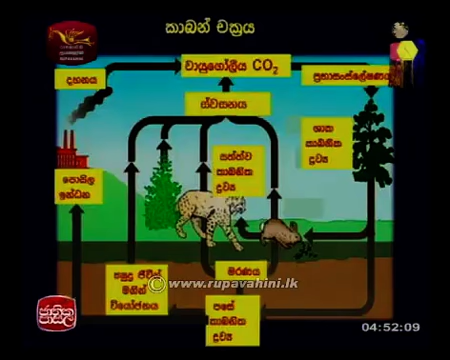 කාබන් චක්‍රය
වායුගෝලීය CO2
දහනය
ප්‍රභාසංස්ලේෂණය
ශ්වසනය
සත්ත්ව
කාබනික
ද්‍රව්‍ය
ශාක
කාබනික
ද්‍රව්‍ය
පොසිල
ඉන්ධන
ක්ෂුද්‍ර ජීවීන්
මගින්
වියෝජනය
මරණය
© www.rupavahini.lk
පසේ
කාබනික
ද්‍රව්‍ය
ජාතික
පාසල
04:52:09